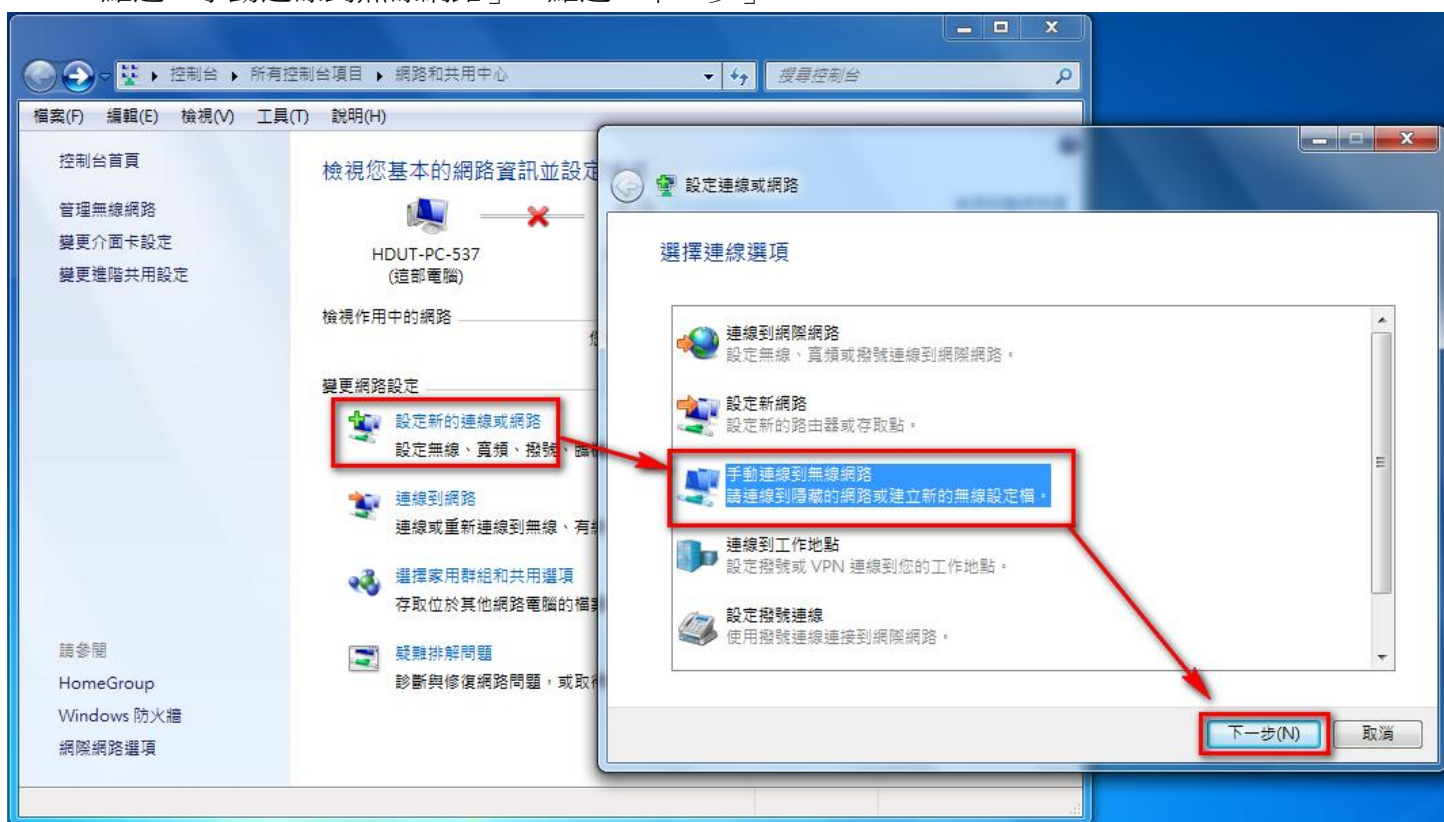 控制台 ▸ 所有控制台項目 ▸ 網路和共用中心
搜尋控制台
檔案(F) 編輯(E) 檢視(V) 工具(T) 說明(H)
控制台首頁
管理無線網路
變更介面卡設定
變更進階共用設定
請參閱
HomeGroup
Windows 防火牆
網際網路選項
檢視您基本的網路資訊並設定
HDUT-PC-537
(這部電腦)
檢視作用中的網路
變更網路設定
設定新的連線或網路
設定無線、寬頻、撥號、臨
連線到網路
連線或重新連線到無線、有
選擇家用群組和共用選項
存取位於其他網路電腦的檔
疑難排解問題
診斷與修復網路問題,或取
設定連線或網路
選擇連線選項
連線到網際網路
設定無線、寬頻或撥號連線到網際網路。
設定新網路
設定新的路由器或存取點。
手動連線到無線網路
請連線到隱藏的網路或建立新的無線設定檔。
連線到工作地點
設定撥號或 VPN 連線到您的工作地點。
設定撥號連線
使用撥號連線連接到網際網路。
下一步(N) 取消